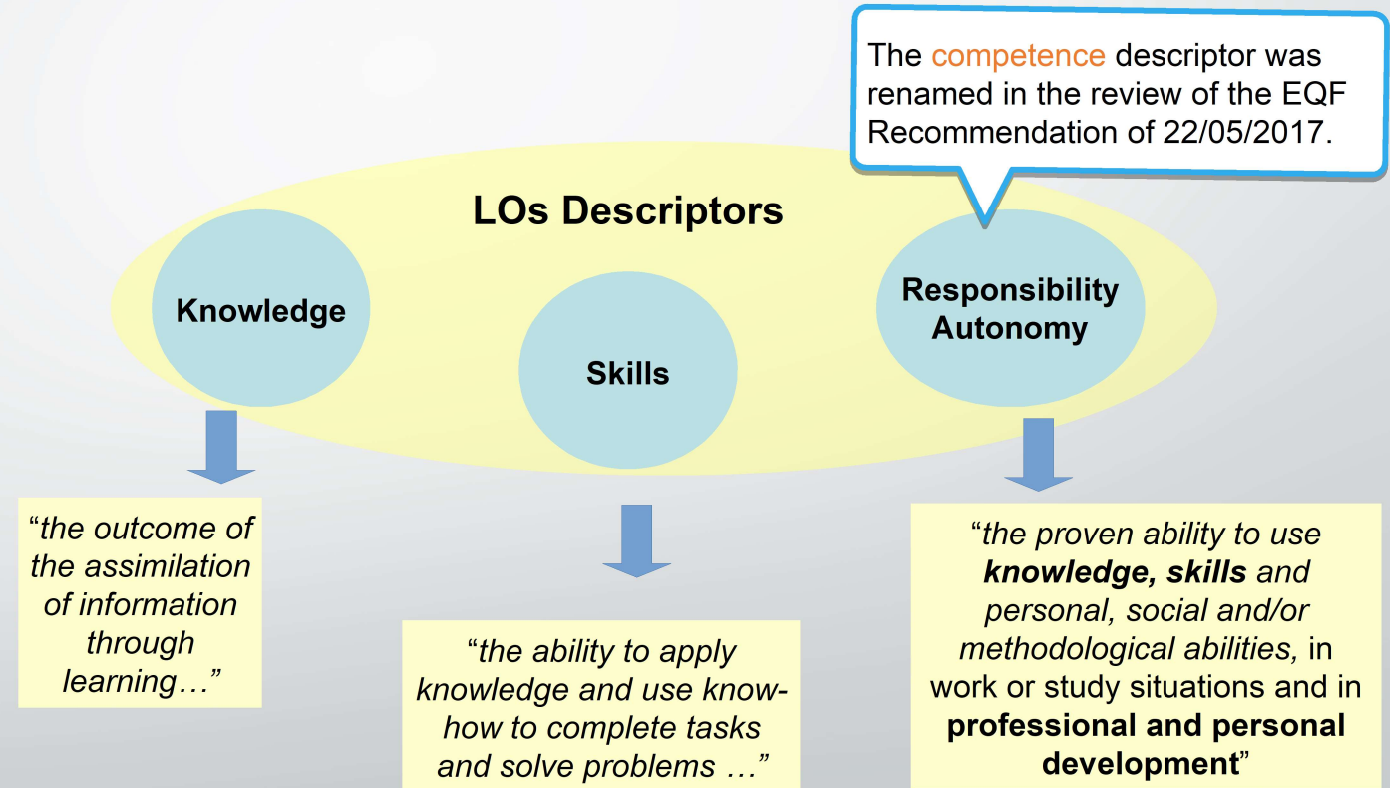 The competence descriptor was
renamed in the review of the EQF
Recommendation of 22/05/2017.
LOs Descriptors
Knowledge
Skills
Responsibility
Autonomy
“the outcome of
the assimilation
of information
through
learning…”
“the ability to apply
knowledge and use know-
how to complete tasks
and solve problems …”
“the proven ability to use
knowledge, skills and
personal, social and/or
methodological abilities, in
work or study situations and in
professional and personal
development”